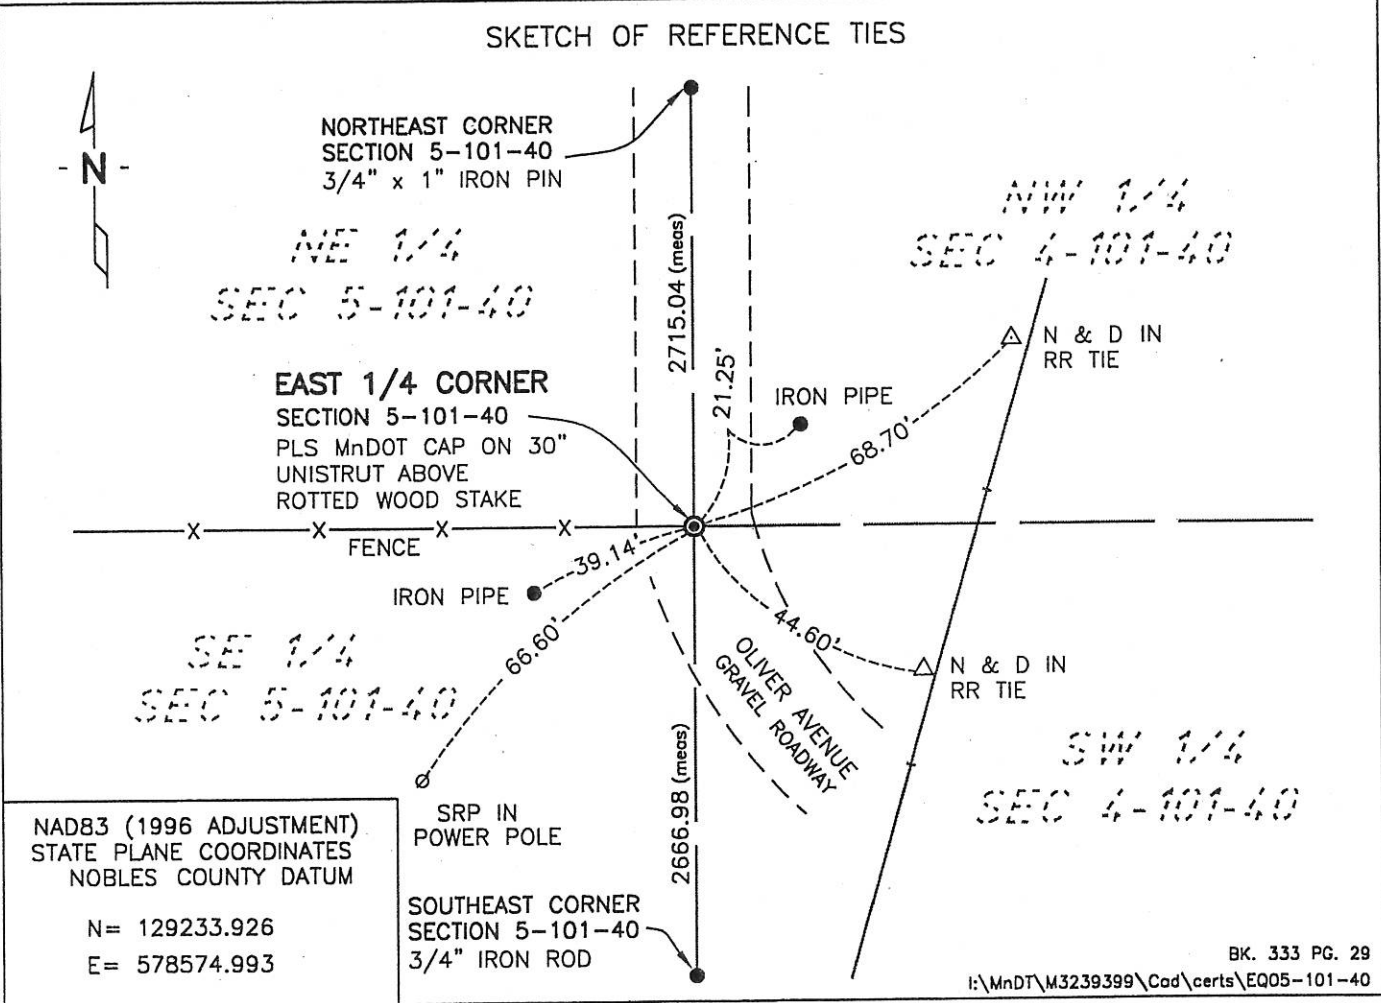 SKETCH OF REFERENCE TIES
N
NORTHEAST CORNER
SECTION 5-101-40
3/4" x 1" IRON PIN
NE 1/4
SEC 5-101-40
NW 1/4
SEC 4-101-40
2715.04 (meas)
21.25'
IRON PIPE
68.70'
N & D IN
RR TIE
EAST 1/4 CORNER
SECTION 5-101-40
PLS MnDOT CAP ON 30"
UNISTRUT ABOVE
ROTTED WOOD STAKE
X X X X
FENCE
39.14'
IRON PIPE
66.60'
44.60'
N & D IN
RR TIE
OLIVER AVENUE
GRAVEL ROADWAY
SE 1/4
SEC 5-101-40
SW 1/4
SEC 4-101-40
2666.98 (meas)
SRP IN
POWER POLE
NAD83 (1996 ADJUSTMENT)
STATE PLANE COORDINATES
NOBLES COUNTY DATUM
N= 129233.926
E= 578574.993
SOUTHEAST CORNER
SECTION 5-101-40
3/4" IRON ROD
BK. 333 PG. 29
I:\MnDT\M3239399\Cad\certs\EQ05-101-40